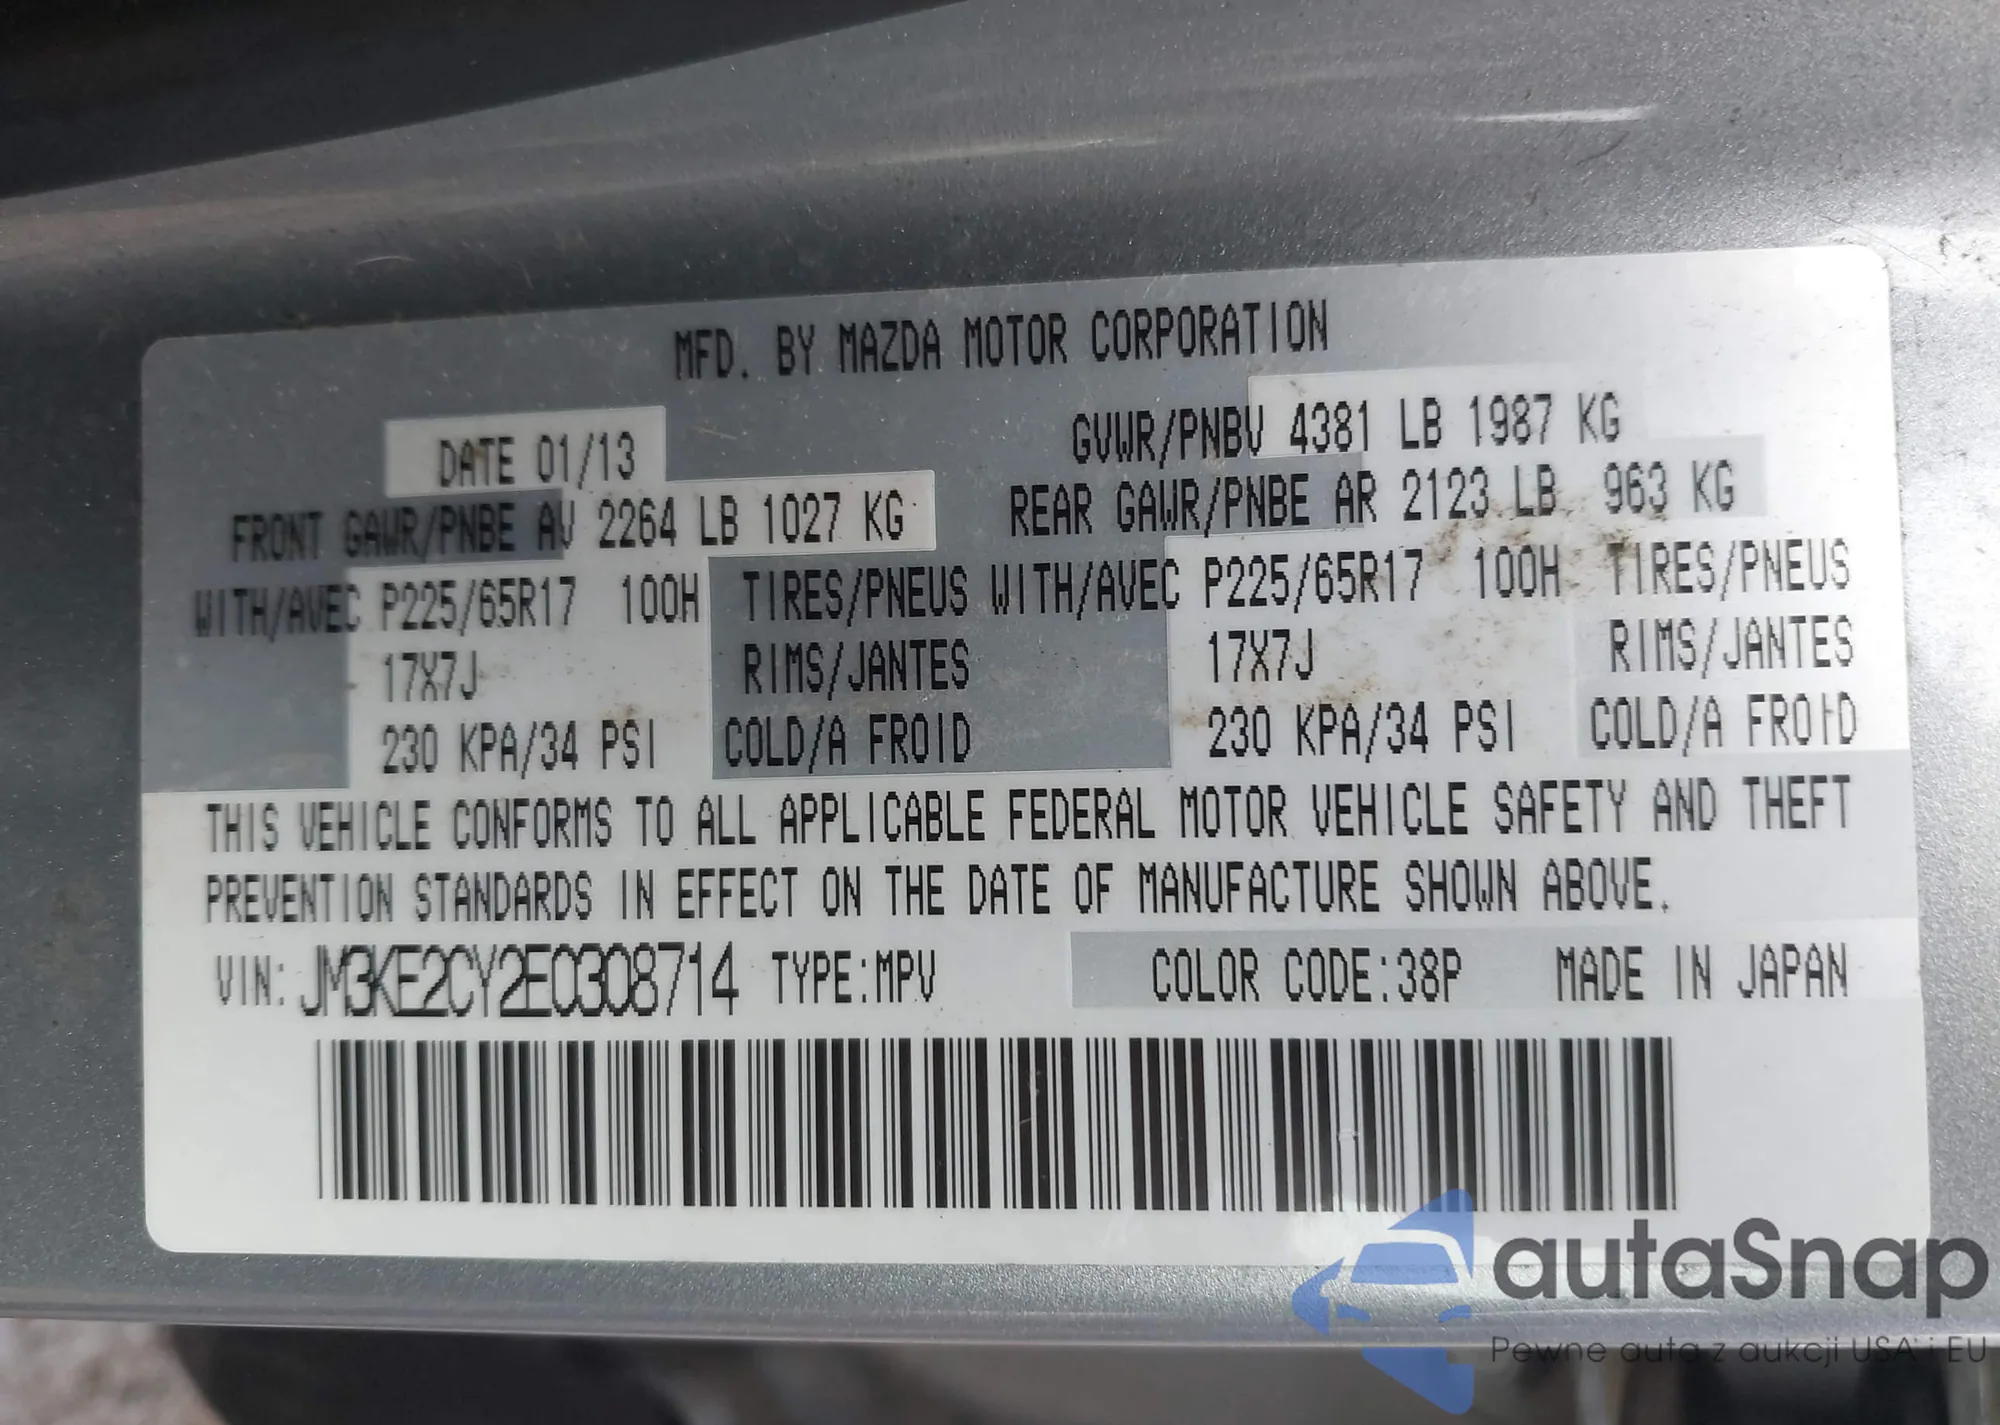 MFD. BY MAZDA MOTOR CORPORATION
DATE 01/13 GVWR/PNBV 4381 LB 1987 KG
FRONT GAWR/PNBE AV 2264 LB 1027 KG REAR GAWR/PNBE AR 2123 LB 963 KG
WITH/AVEC P225/65R17 100H TIRES/PNEUS WITH/AVEC P225/65R17 100H TIRES/PNEUS
17X7J RIMS/JANTES 17X7J RIMS/JANTES
230 KPA/34 PSI COLD/A FROID 230 KPA/34 PSI COLD/A FROID
THIS VEHICLE CONFORMS TO ALL APPLICABLE FEDERAL MOTOR VEHICLE SAFETY AND THEFT
PREVENTION STANDARDS IN EFFECT ON THE DATE OF MANUFACTURE SHOWN ABOVE.
VIN: JM3KE2CY2E0308714 TYPE:MPV COLOR CODE:38P MADE IN JAPAN
autaSnap
Pewne auta z aukcji USA i EU